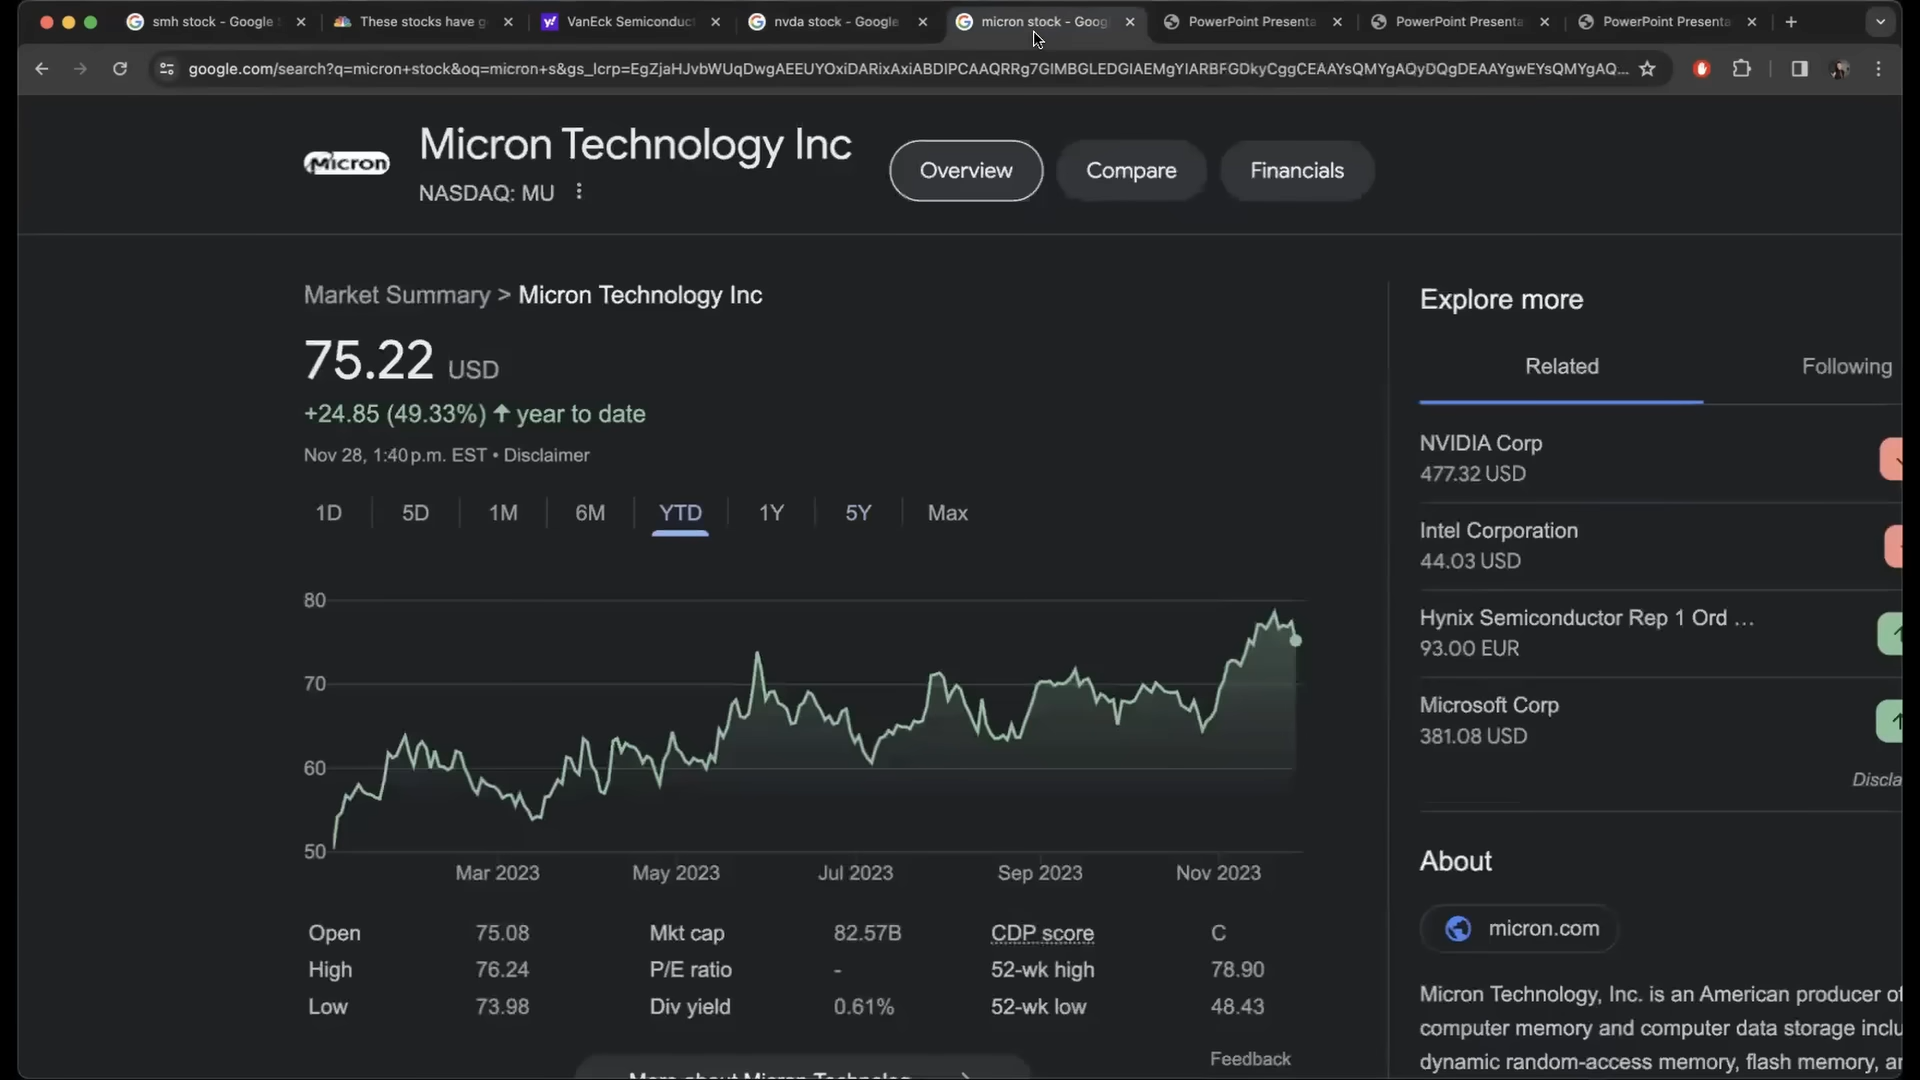 smh stock - Google
These stocks have g
VanEck Semiconduct
nvda stock - Google
micron stock - Goog
PowerPoint Presenta
PowerPoint Presenta
PowerPoint Presenta
google.com/search?q=micron+stock&oq=micron+s&gs_lcrp=EgZjaHJvbWUqDwgAEEUYOxiDARixAxiABDIPCAAQRRg7GIMBGLEDGIAEMgYIARBFGDkyCggCEAAYsQMYgAQyDQgDEAAYgwEYsQMYgAQ...
Micron
Micron Technology Inc
NASDAQ: MU
Overview
Compare
Financials
Market Summary > Micron Technology Inc
75.22 USD
+24.85 (49.33%) year to date
Nov 28, 1:40 p.m. EST • Disclaimer
1D 5D 1M 6M YTD 1Y 5Y Max
80
70
60
50
Mar 2023 May 2023 Jul 2023 Sep 2023 Nov 2023
Open 75.08 Mkt cap 82.57B CDP score C
High 76.24 P/E ratio - 52-wk high 78.90
Low 73.98 Div yield 0.61% 52-wk low 48.43
Feedback
More about Micron Technolog
Explore more
Related Following
NVIDIA Corp
477.32 USD
Intel Corporation
44.03 USD
Hynix Semiconductor Rep 1 Ord ...
93.00 EUR
Microsoft Corp
381.08 USD
Discla
About
micron.com
Micron Technology, Inc. is an American producer of
computer memory and computer data storage inclu
dynamic random-access memory, flash memory, a